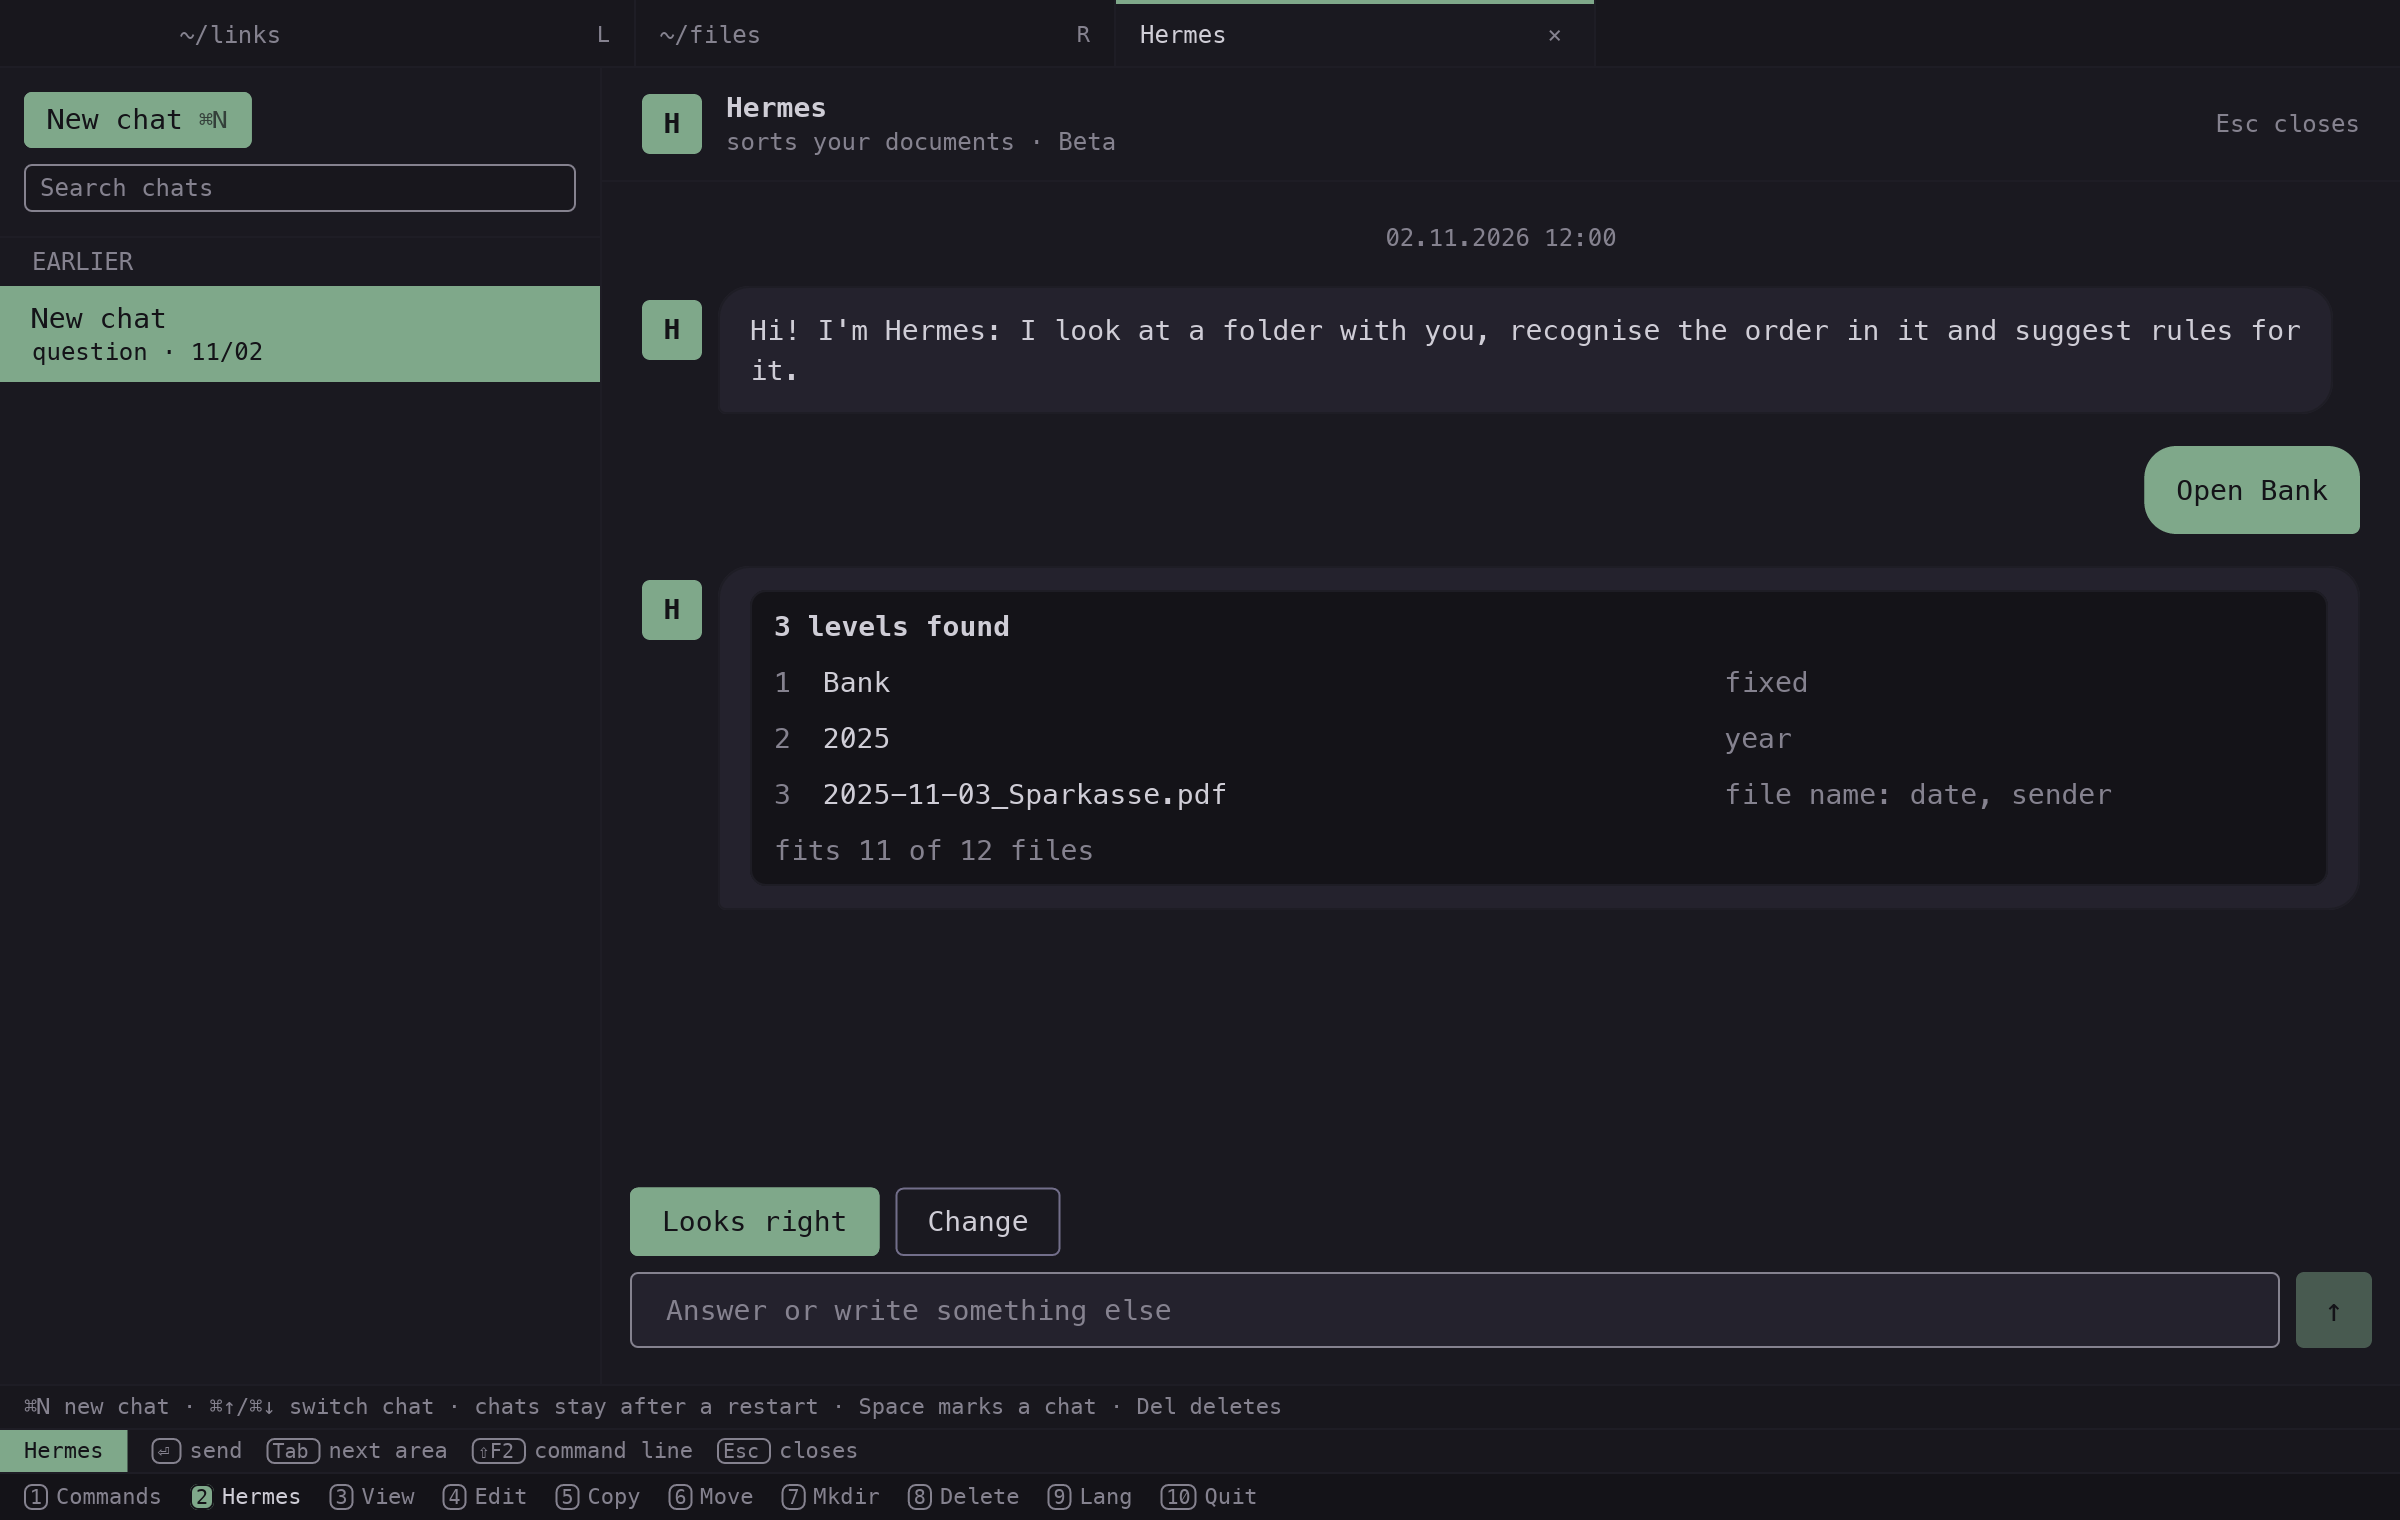 ~/links L ~/files R Hermes ×
New chat ⌘N
Search chats
EARLIER
New chat
question · 11/02
H Hermes
sorts your documents · Beta
Esc closes
02.11.2026 12:00
H Hi! I'm Hermes: I look at a folder with you, recognise the order in it and suggest rules for
it.
Open Bank
H
3 levels found
1 Bank fixed
2 2025 year
3 2025–11–03_Sparkasse.pdf file name: date, sender
fits 11 of 12 files
Looks right Change
Answer or write something else ↑
⌘N new chat · ⌘↑/⌘↓ switch chat · chats stay after a restart · Space marks a chat · Del deletes
Hermes ⏎ send Tab next area ⇧F2 command line Esc closes
1 Commands 2 Hermes 3 View 4 Edit 5 Copy 6 Move 7 Mkdir 8 Delete 9 Lang 10 Quit